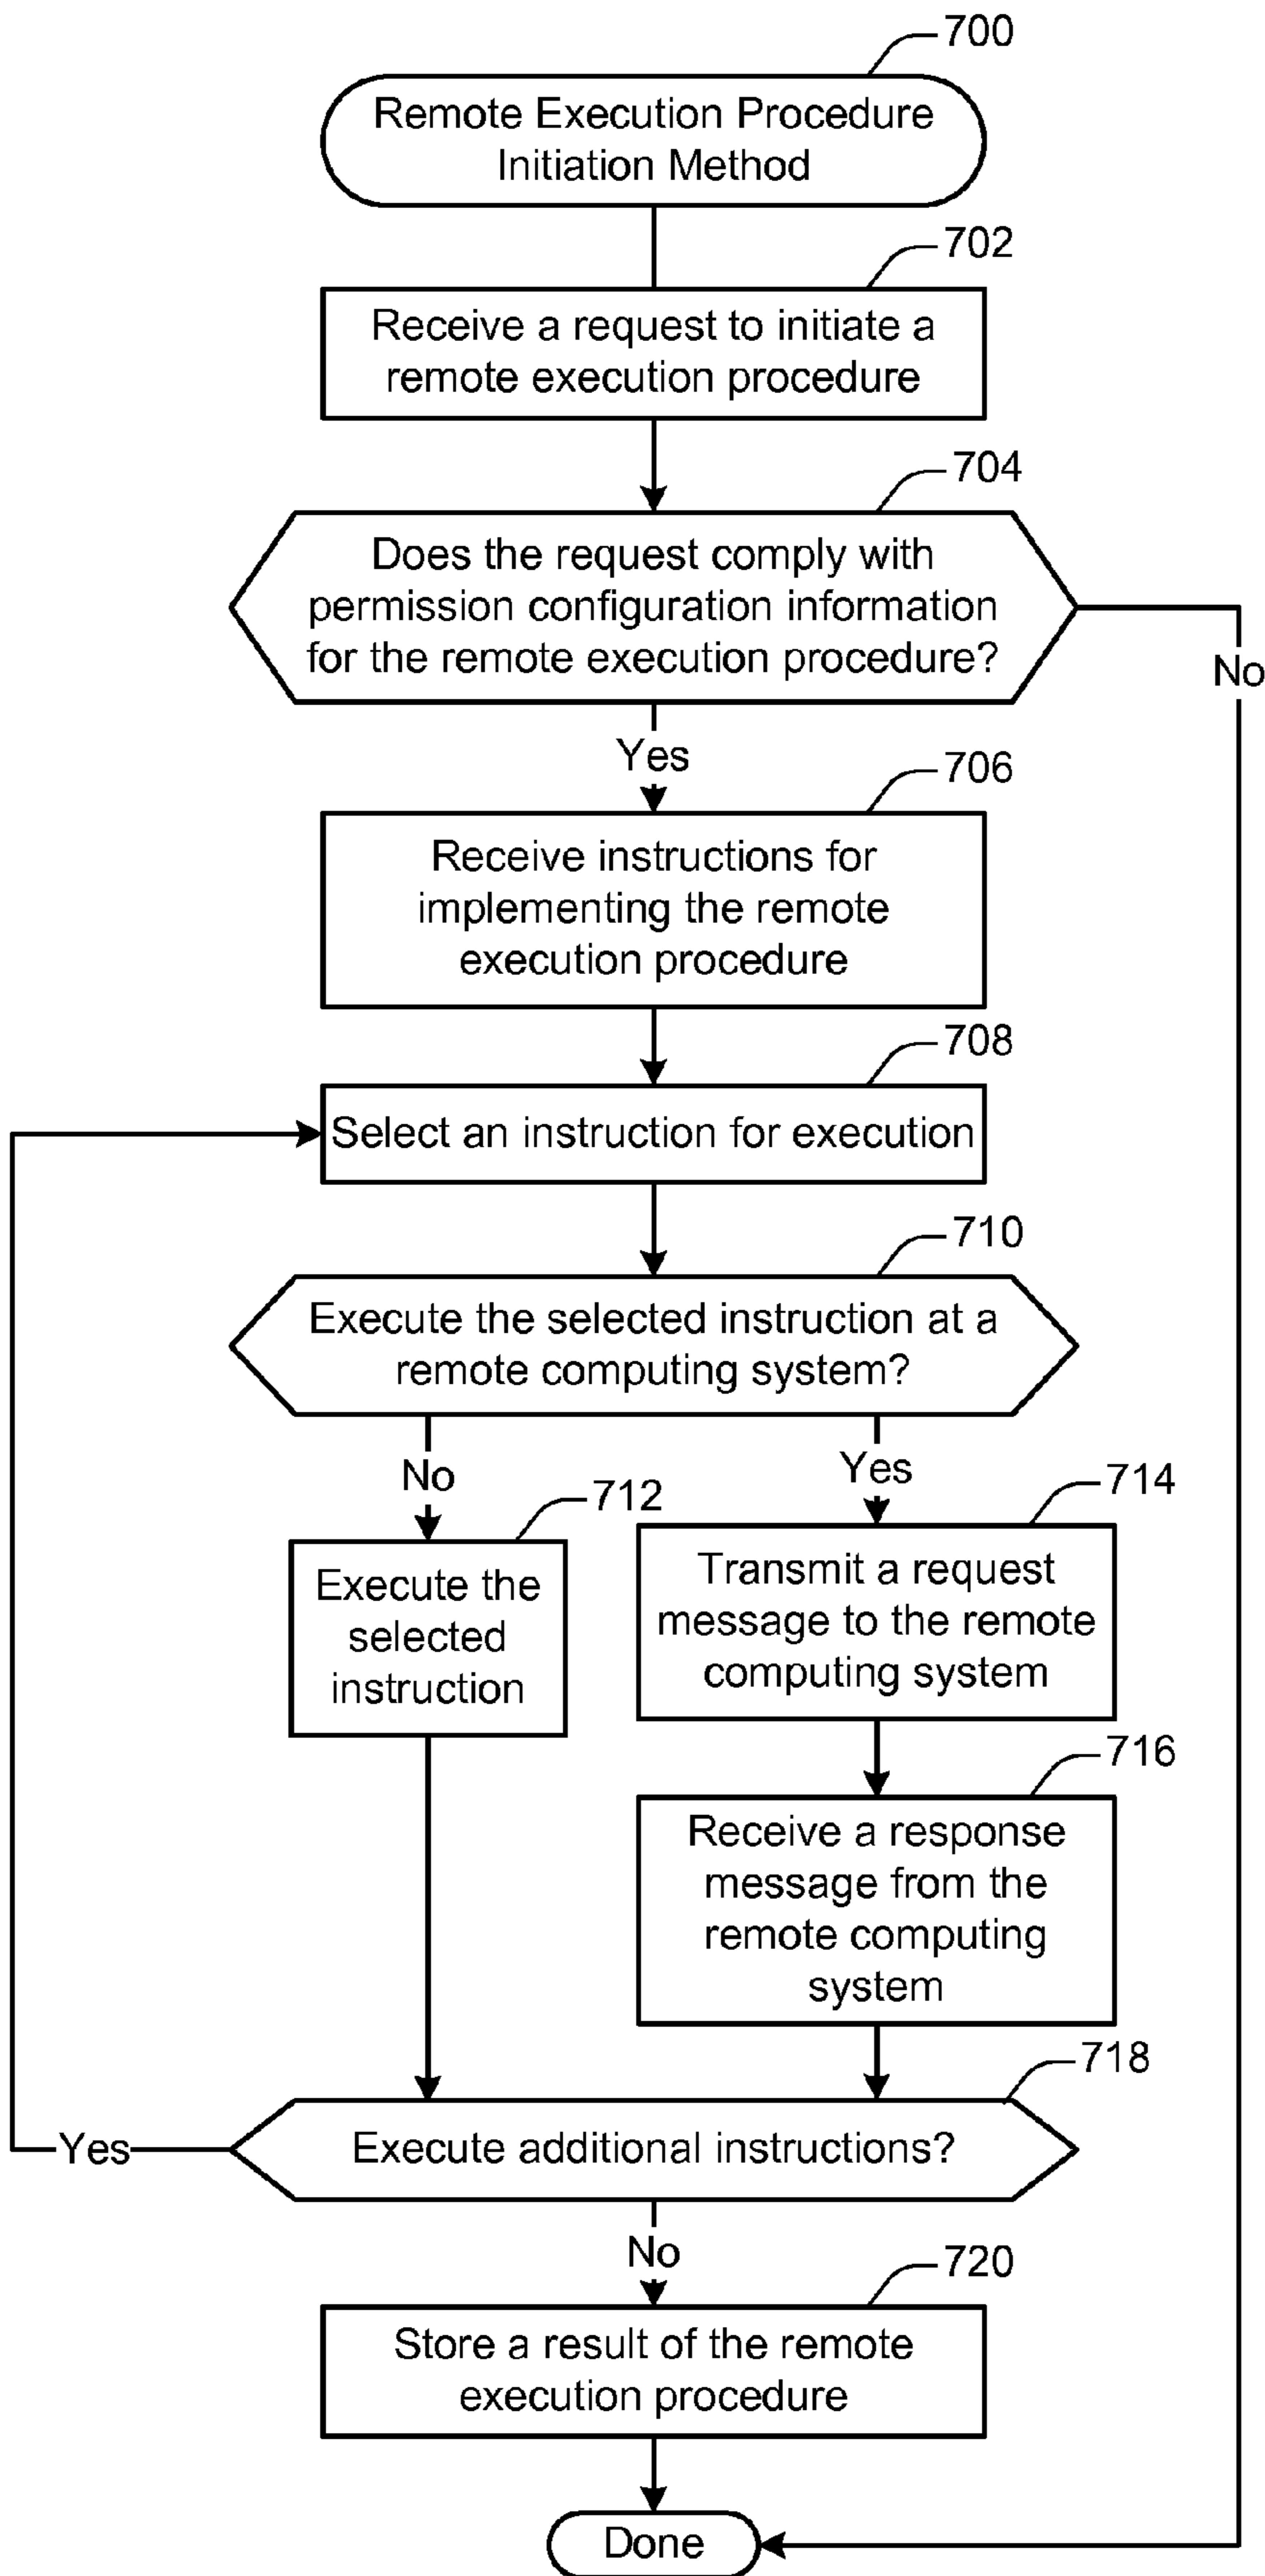 700
Remote Execution Procedure
Initiation Method
702
Receive a request to initiate a
remote execution procedure
704
Does the request comply with
permission configuration information
for the remote execution procedure?
No
Yes
706
Receive instructions for
implementing the remote
execution procedure
708
Select an instruction for execution
710
Execute the selected instruction at a
remote computing system?
No
Yes
712
Execute the
selected
instruction
714
Transmit a request
message to the remote
computing system
716
Receive a response
message from the
remote computing
system
718
Execute additional instructions?
Yes
No
720
Store a result of the remote
execution procedure
Done